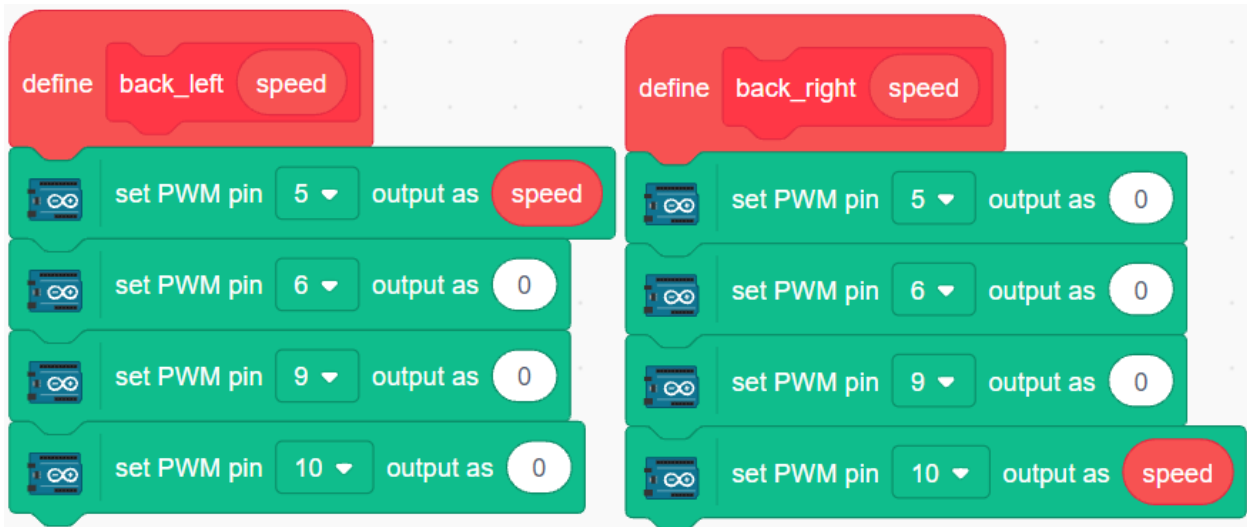 define back_left speed
set PWM pin 5 output as speed
set PWM pin 6 output as 0
set PWM pin 9 output as 0
set PWM pin 10 output as 0
define back_right speed
set PWM pin 5 output as 0
set PWM pin 6 output as 0
set PWM pin 9 output as 0
set PWM pin 10 output as speed